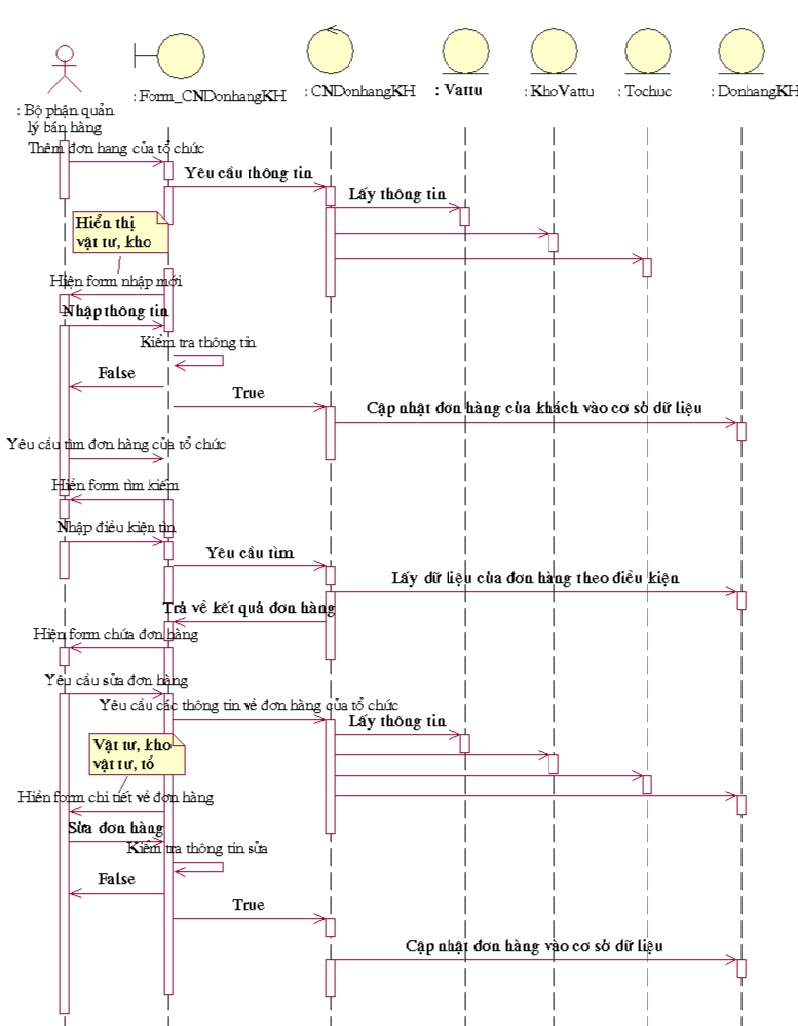 : Bộ phận quản
lý bán hàng
: Form_CNDonhangKH
: CNDonhangKH
: Vattu
: KhoVattu
: Tochuc
: DonhangKH
Thêm đơn hang của tổ chức
Yêu cầu thông tin
Lấy thông tin
Hiển thị
vật tư, kho
Hiện form nhập mới
Nhập thông tin
Kiểm tra thông tin
False
True
Cập nhật đơn hàng của khách vào cơ sở dữ liệu
Yêu cầu tìm đơn hàng của tổ chức
Hiển form tìm kiếm
Nhập điều kiện tìn
Yêu cầu tìm
Lấy dữ liệu của đơn hàng theo điều kiện
Trả về kết quả đơn hàng
Hiện form chứa đơn hàng
Yêu cầu sửa đơn hàng
Yêu cầu các thông tin về đơn hàng của tổ chức
Lấy thông tin
Vật tư, kho
vật tư, tổ
Hiển form chi tiết về đơn hàng
Sửa đơn hàng
Kiểm tra thông tin sửa
False
True
Cập nhật đơn hàng vào cơ sở dữ liệu